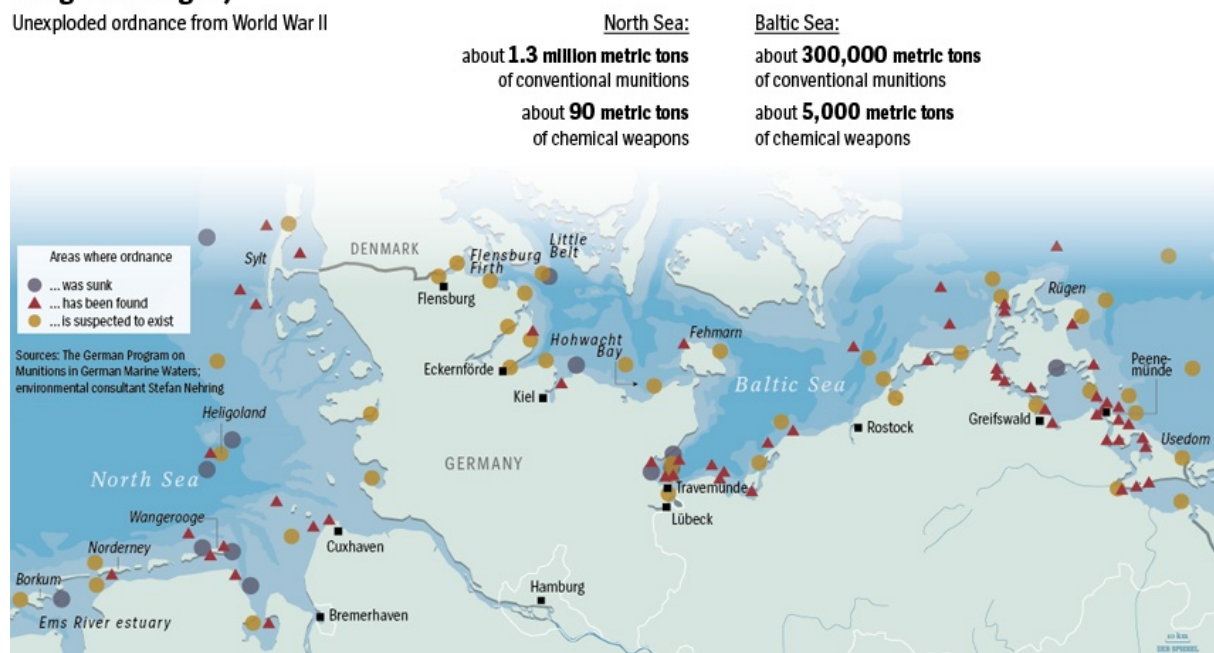 Unexploded ordnance from World War II
North Sea:
about 1.3 million metric tons
of conventional munitions
about 90 metric tons
of chemical weapons
Baltic Sea:
about 300,000 metric tons
of conventional munitions
about 5,000 metric tons
of chemical weapons
Areas where ordnance
... was sunk
... has been found
... is suspected to exist
Sources: The German Program on
Munitions in German Marine Waters;
environmental consultant Stefan Nehring
Sylt
DENMARK
Flensburg
Firth
Little
Belt
Flensburg
Hohwacht
Bay
Fehmarn
Eckernförde
Kiel
Baltic Sea
Rügen
Peene-
münde
Greifswald
Rostock
Usedom
Heligoland
North Sea
GERMANY
Travemünde
Lübeck
Wangerooge
Cuxhaven
Norderney
Borkum
Hamburg
Bremerhaven
Ems River estuary
10 km
DER SPIEGEL